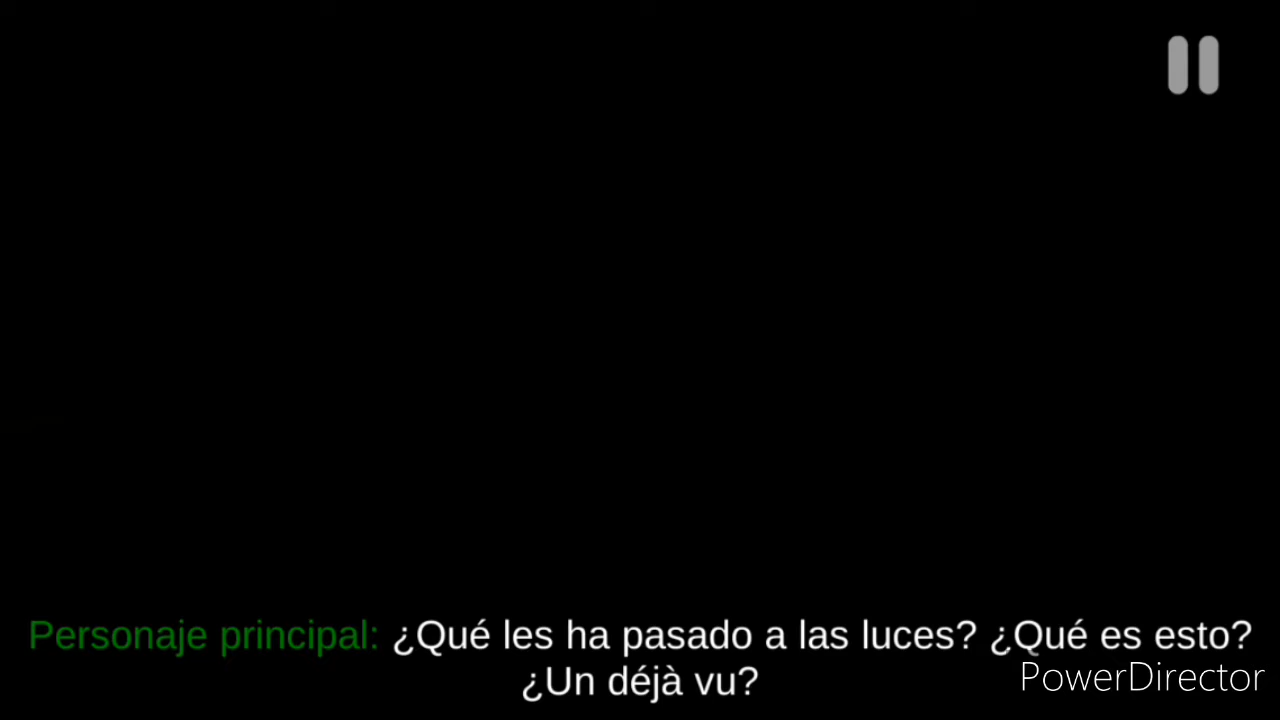 Personaje principal: ¿Qué les ha pasado a las luces? ¿Qué es esto?
¿Un déjà vu?
PowerDirector